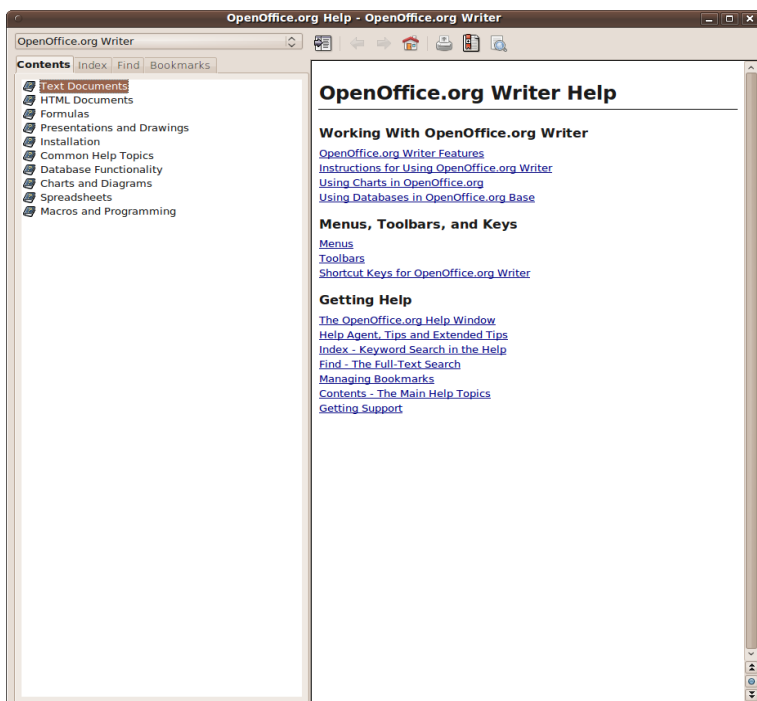 OpenOffice.org Help - OpenOffice.org Writer
OpenOffice.org Writer
Contents Index Find Bookmarks
Text Documents
HTML Documents
Formulas
Presentations and Drawings
Installation
Common Help Topics
Database Functionality
Charts and Diagrams
Spreadsheets
Macros and Programming
OpenOffice.org Writer Help
Working With OpenOffice.org Writer
OpenOffice.org Writer Features
Instructions for Using OpenOffice.org Writer
Using Charts in OpenOffice.org
Using Databases in OpenOffice.org Base
Menus, Toolbars, and Keys
Menus
Toolbars
Shortcut Keys for OpenOffice.org Writer
Getting Help
The OpenOffice.org Help Window
Help Agent, Tips and Extended Tips
Index - Keyword Search in the Help
Find - The Full-Text Search
Managing Bookmarks
Contents - The Main Help Topics
Getting Support